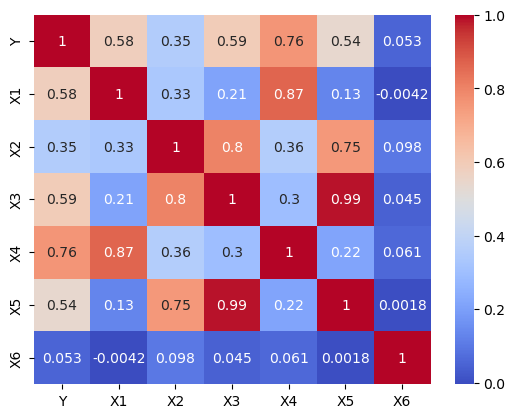 Y 1 0.58 0.35 0.59 0.76 0.54 0.053
X1 0.58 1 0.33 0.21 0.87 0.13 -0.0042
X2 0.35 0.33 1 0.8 0.36 0.75 0.098
X3 0.59 0.21 0.8 1 0.3 0.99 0.045
X4 0.76 0.87 0.36 0.3 1 0.22 0.061
X5 0.54 0.13 0.75 0.99 0.22 1 0.0018
X6 0.053 -0.0042 0.098 0.045 0.061 0.0018 1
Y X1 X2 X3 X4 X5 X6
1.0
0.8
0.6
0.4
0.2
0.0